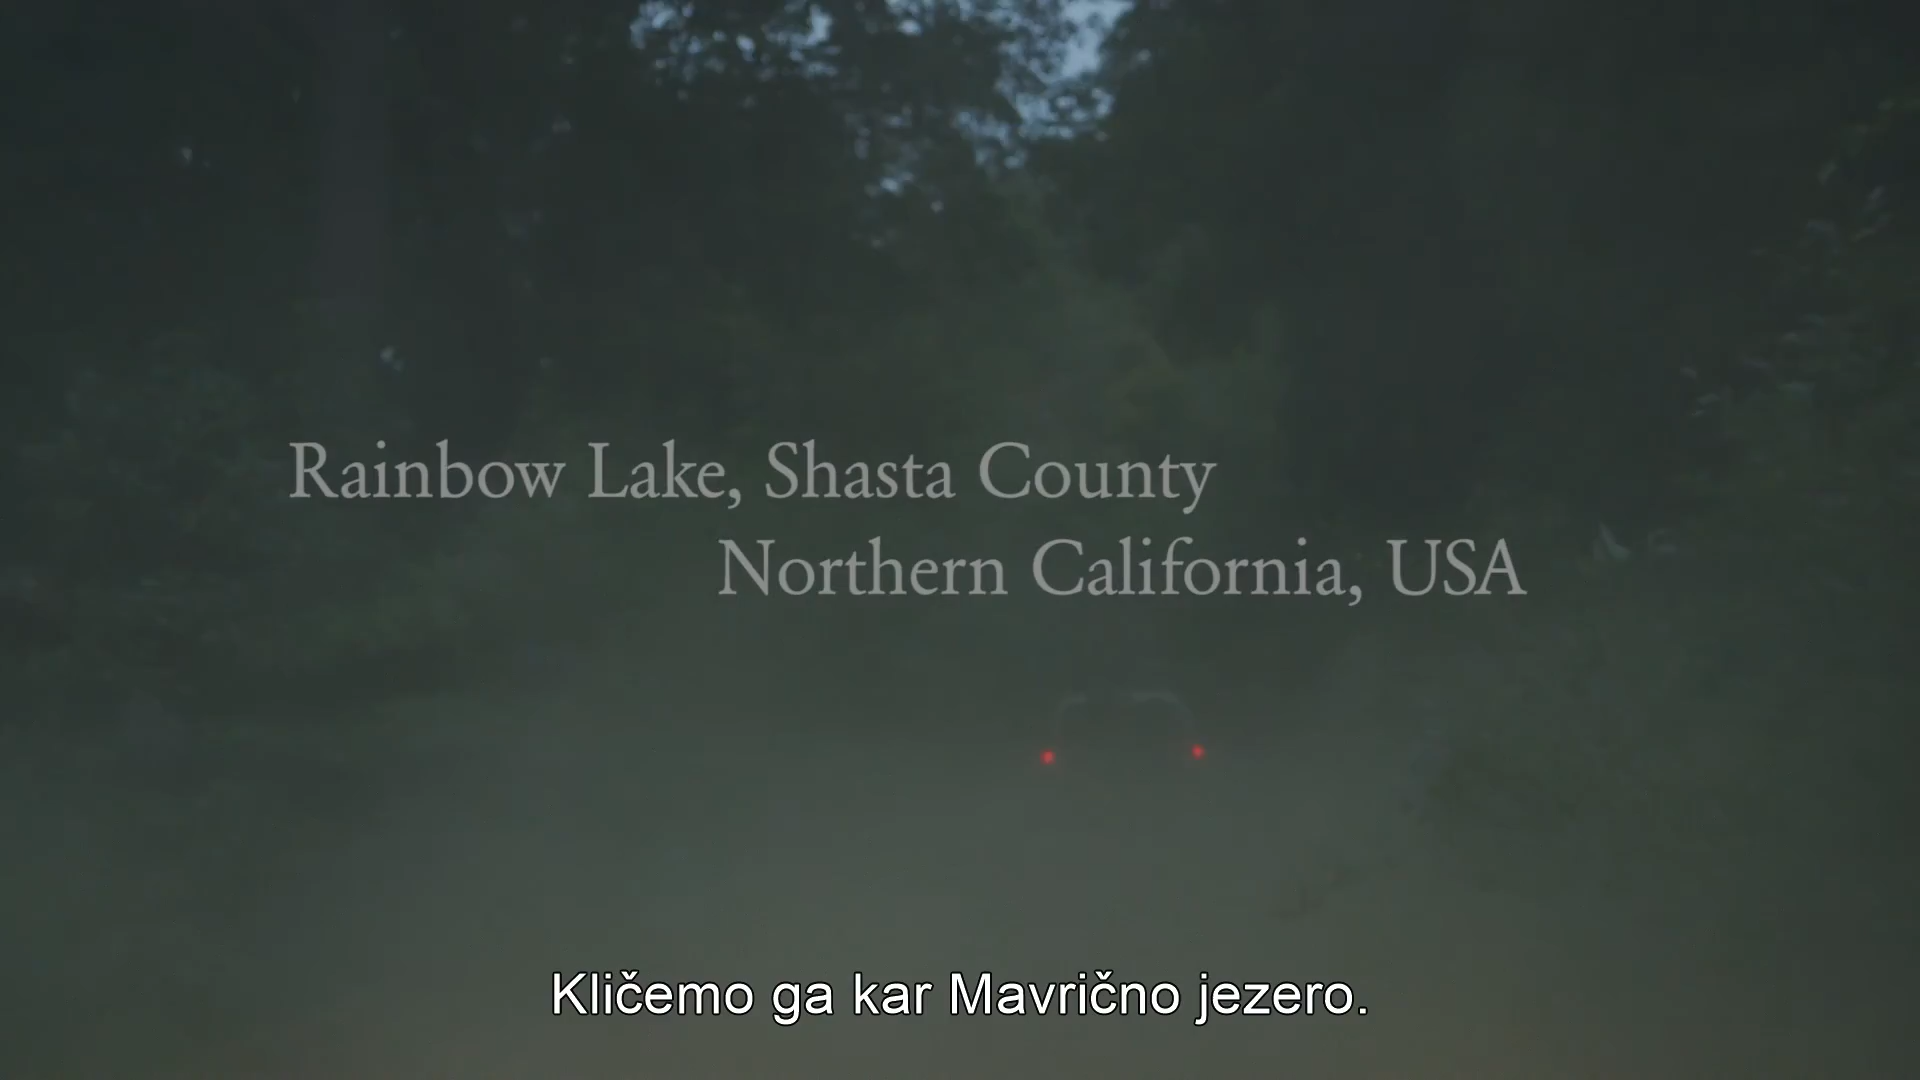 Rainbow Lake, Shasta County
Northern California, USA
Kličemo ga kar Mavrično jezero.